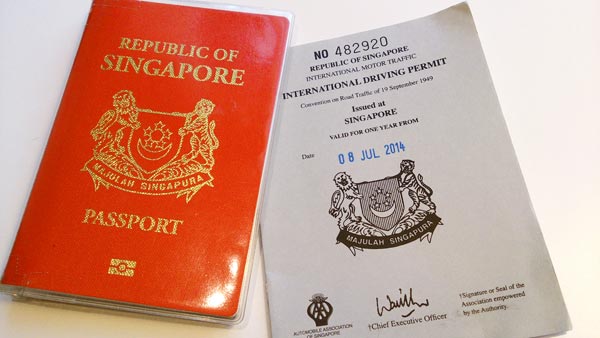 REPUBLIC OF
SINGAPORE
MAJULAH SINGAPURA
PASSPORT
NO 482920
REPUBLIC OF SINGAPORE
INTERNATIONAL MOTOR TRAFFIC
INTERNATIONAL DRIVING PERMIT
Convention on Road Traffic of 19 September 1949
Issued at
SINGAPORE
VALID FOR ONE YEAR FROM
Date 08 JUL 2014
MAJULAH SINGAPURA
AUTOMOBILE ASSOCIATION
OF SINGAPORE
†Chief Executive Officer
†Signature or Seal of the
Association empowered
by the Authority.